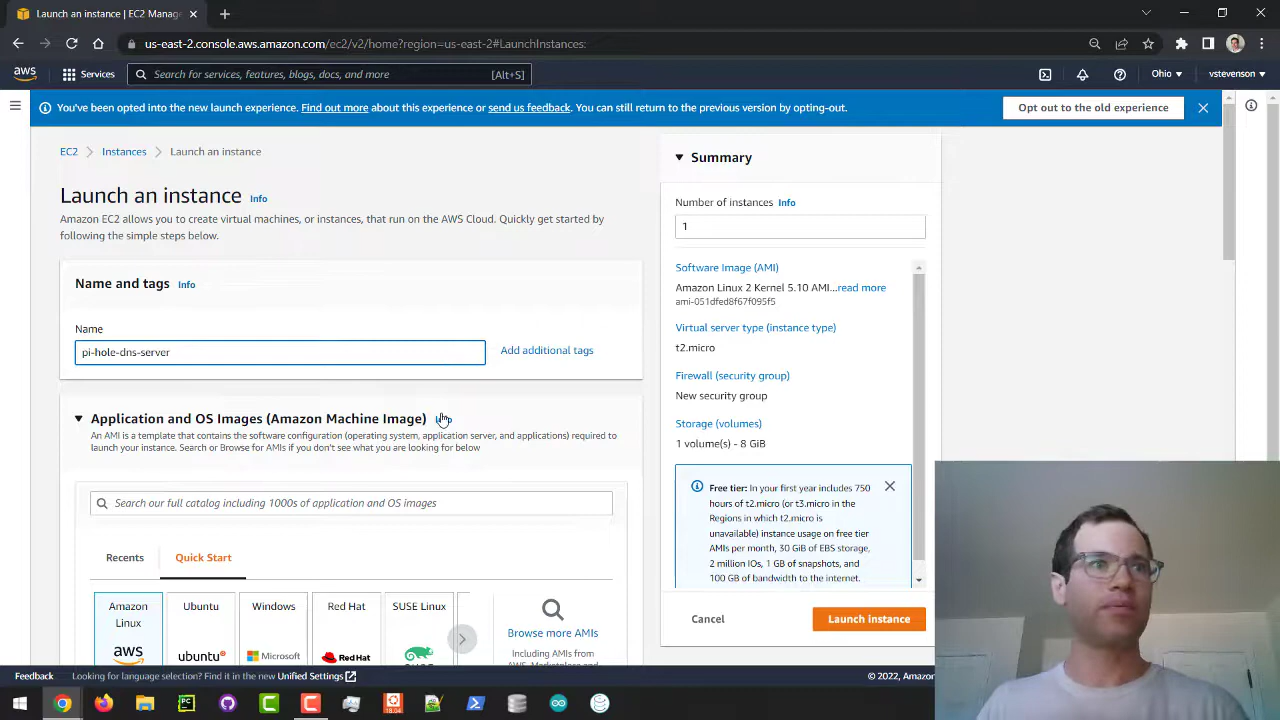 Launch an instance | EC2 Manag
us-east-2.console.aws.amazon.com/ec2/v2/home?region=us-east-2#LaunchInstances:
aws
Services
Search for services, features, blogs, docs, and more
[Alt+S]
Ohio
vstevenson
You've been opted into the new launch experience. Find out more about this experience or send us feedback. You can still return to the previous version by opting-out.
Opt out to the old experience
EC2
Instances
Launch an instance
Launch an instance Info
Amazon EC2 allows you to create virtual machines, or instances, that run on the AWS Cloud. Quickly get started by
following the simple steps below.
Name and tags Info
Name
pi-hole-dns-server
Add additional tags
Application and OS Images (Amazon Machine Image)
An AMI is a template that contains the software configuration (operating system, application server, and applications) required to
launch your instance. Search or Browse for AMIs if you don't see what you are looking for below
Search our full catalog including 1000s of application and OS images
Recents
Quick Start
Amazon
Linux
aws
Ubuntu
ubuntu
Windows
Microsoft
Red Hat
Red Hat
SUSE Linux
Browse more AMIs
Including AMIs from
Summary
Number of instances Info
1
Software Image (AMI)
Amazon Linux 2 Kernel 5.10 AMI...read more
ami-051dfed8f67f095f5
Virtual server type (instance type)
t2.micro
Firewall (security group)
New security group
Storage (volumes)
1 volume(s) - 8 GiB
Free tier: In your first year includes 750
hours of t2.micro (or t3.micro in the
Regions in which t2.micro is
unavailable) instance usage on free tier
AMIs per month, 30 GiB of EBS storage,
2 million IOs, 1 GB of snapshots, and
100 GB of bandwidth to the internet.
Cancel
Launch instance
Feedback
Looking for language selection? Find it in the new Unified Settings
© 2022, Amazon
18.04